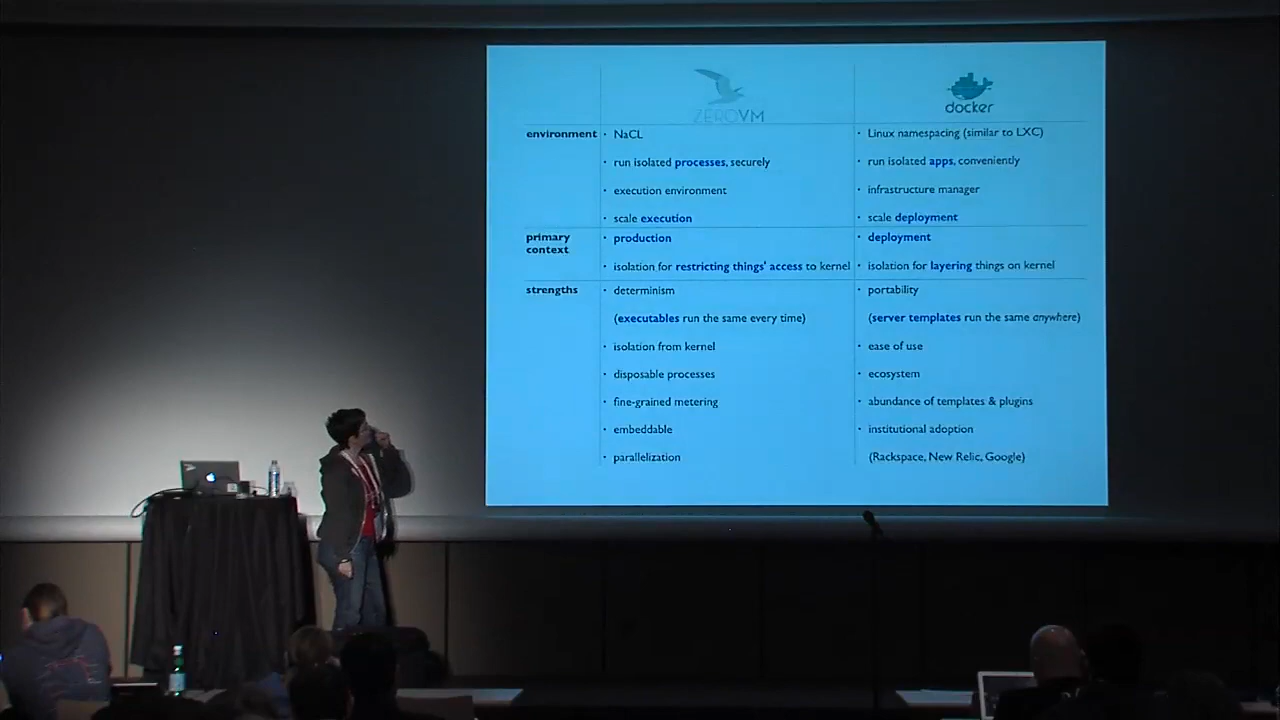 ZEROVM
docker
environment
• NaCL
• Linux namespacing (similar to LXC)
• run isolated processes, securely
• run isolated apps, conveniently
• execution environment
• infrastructure manager
• scale execution
• scale deployment
primary context
• production
• deployment
• isolation for restricting things' access to kernel
• isolation for layering things on kernel
strengths
• determinism
• portability
(executables run the same every time)
(server templates run the same anywhere)
• isolation from kernel
• ease of use
• disposable processes
• ecosystem
• fine-grained metering
• abundance of templates & plugins
• embeddable
• institutional adoption
• parallelization
(Rackspace, New Relic, Google)